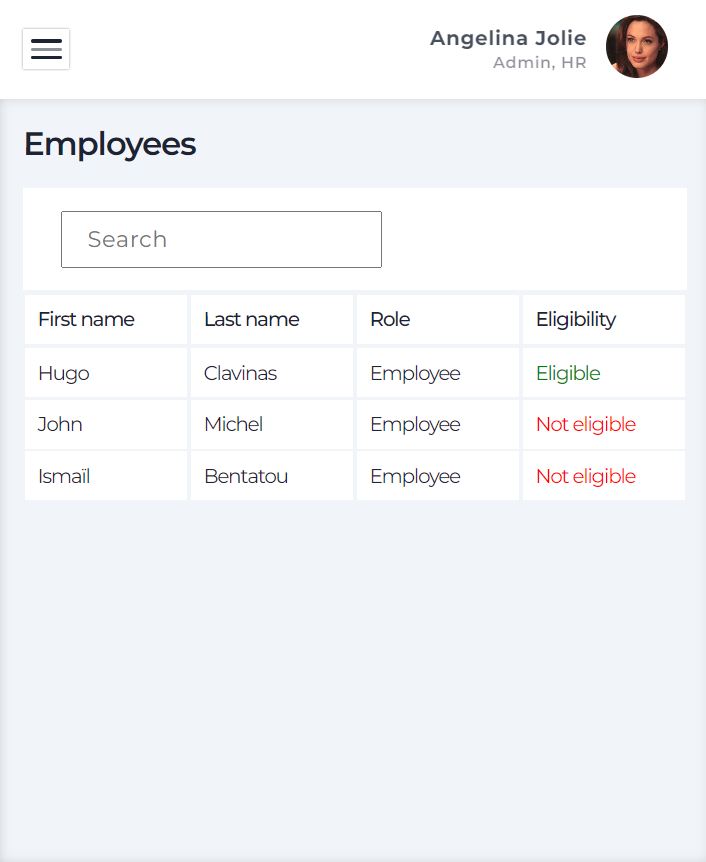 Angelina Jolie
Admin, HR
Employees
Search
First name Last name Role Eligibility
Hugo Clavinas Employee Eligible
John Michel Employee Not eligible
Ismaïl Bentatou Employee Not eligible